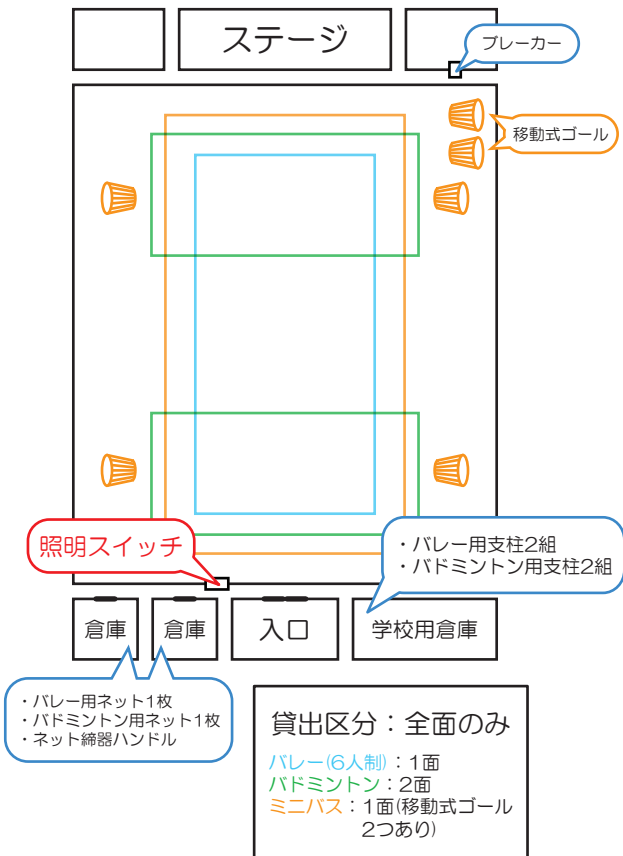 ステージ
ブレーカー
移動式ゴール
照明スイッチ
・バレー用支柱2組
・バドミントン用支柱2組
倉庫
倉庫
入口
学校用倉庫
・バレー用ネット1枚
・バドミントン用ネット1枚
・ネット締器ハンドル
貸出区分：全面のみ
バレー(6人制)：1面
バドミントン：2面
ミニバス：1面(移動式ゴール
2つあり)